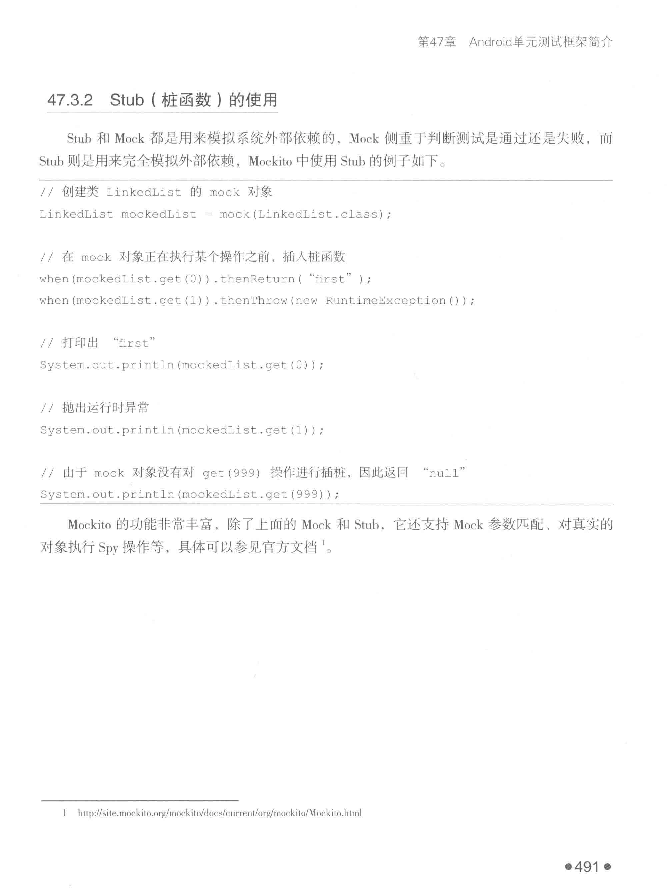 第47章 Android单元测试框架简介
47.3.2 Stub（桩函数）的使用
Stub 和 Mock 都是用来模拟系统外部依赖的，Mock 侧重于判断测试是通过还是失败，而
Stub 则是用来完全模拟外部依赖，Mockito 中使用 Stub 的例子如下。
// 创建类 LinkedList 的 mock 对象
LinkedList mockedList = mock(LinkedList.class);
// 在 mock 对象正在执行某个操作之前，插入桩函数
when(mockedList.get(0)).thenReturn( “first” );
when(mockedList.get(1)).thenThrow(new RuntimeException());
// 打印出 “first”
System.out.println(mockedList.get(0));
// 抛出运行时异常
System.out.println(mockedList.get(1));
// 由于 mock 对象没有对 get(999) 操作进行插桩，因此返回 “null”
System.out.println(mockedList.get(999));
Mockito 的功能非常丰富，除了上面的 Mock 和 Stub，它还支持 Mock 参数匹配、对真实的
对象执行 Spy 操作等，具体可以参见官方文档¹。
1 http://site.mockito.org/mockito/docs/current/org/mockito/Mockito.html
●491●